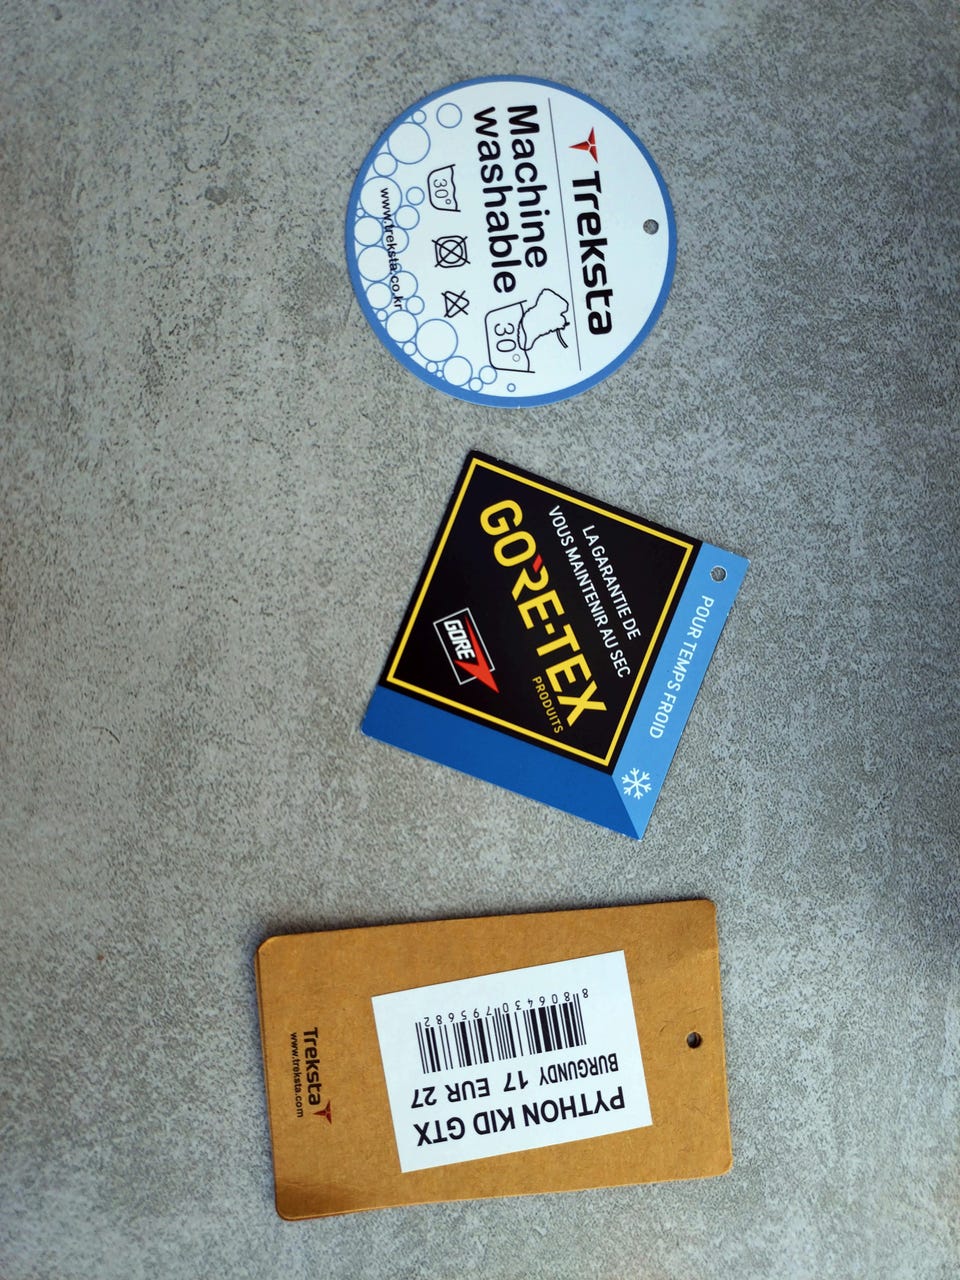 Treksta
Machine
washable
30°
30°
www.treksta.co.kr
POUR TEMPS FROID
LA GARANTIE DE
VOUS MAINTENIR AU SEC
GORE-TEX
PRODUITS
GORE
PYTHON KID GTX
BURGUNDY 17 EUR 27
8806430795682
Treksta
www.treksta.com